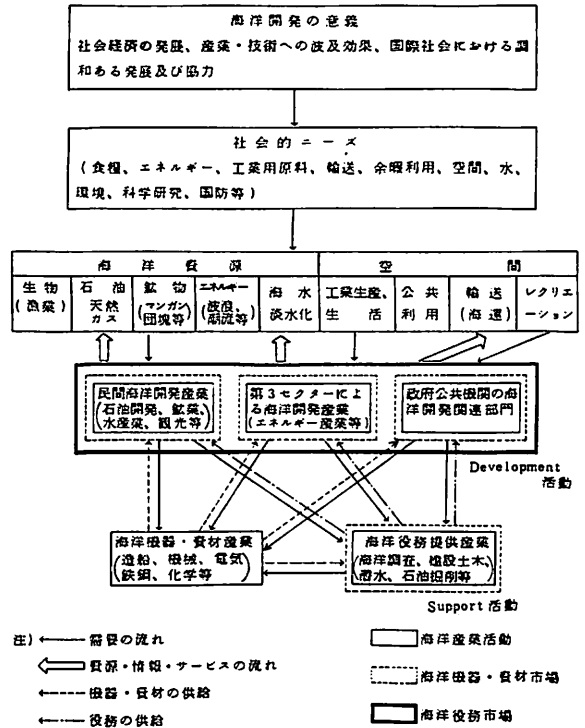 海洋開発の意義
社会経済の発展、産業・技術への波及効果、国際社会における調
和ある発展及び協力
社会的ニーズ
(食糧、エネルギー、工業用原料、輸送、余暇利用、空間、水、
環境、科学研究、国防等)
海洋資源 空間
生物 石油 鉱物 エネルギー 海水 工業生産、 公共 輸送 レクリエ
(漁業) 天然 (マンガン (波浪、 淡水化 生活 利用 (海運) ーション
ガス 団塊等) 潮流等)
民間海洋開発産業
(石油開発、鉱業、
水産業、観光等)
第3セクターによ
る海洋開発産業
(エネルギー産業等)
政府公共機関の海
洋開発関連部門
Development
活動
海洋機器・資材産業
(造船、機械、電気
鉄鋼、化学等)
海洋役務提供産業
(海洋調査、建設土木、
潜水、石油掘削等)
Support 活動
注) 需要の流れ
資源・情報・サービスの流れ
機器・資材の供給
役務の供給
海洋産業活動
海洋機器・資材市場
海洋役務市場